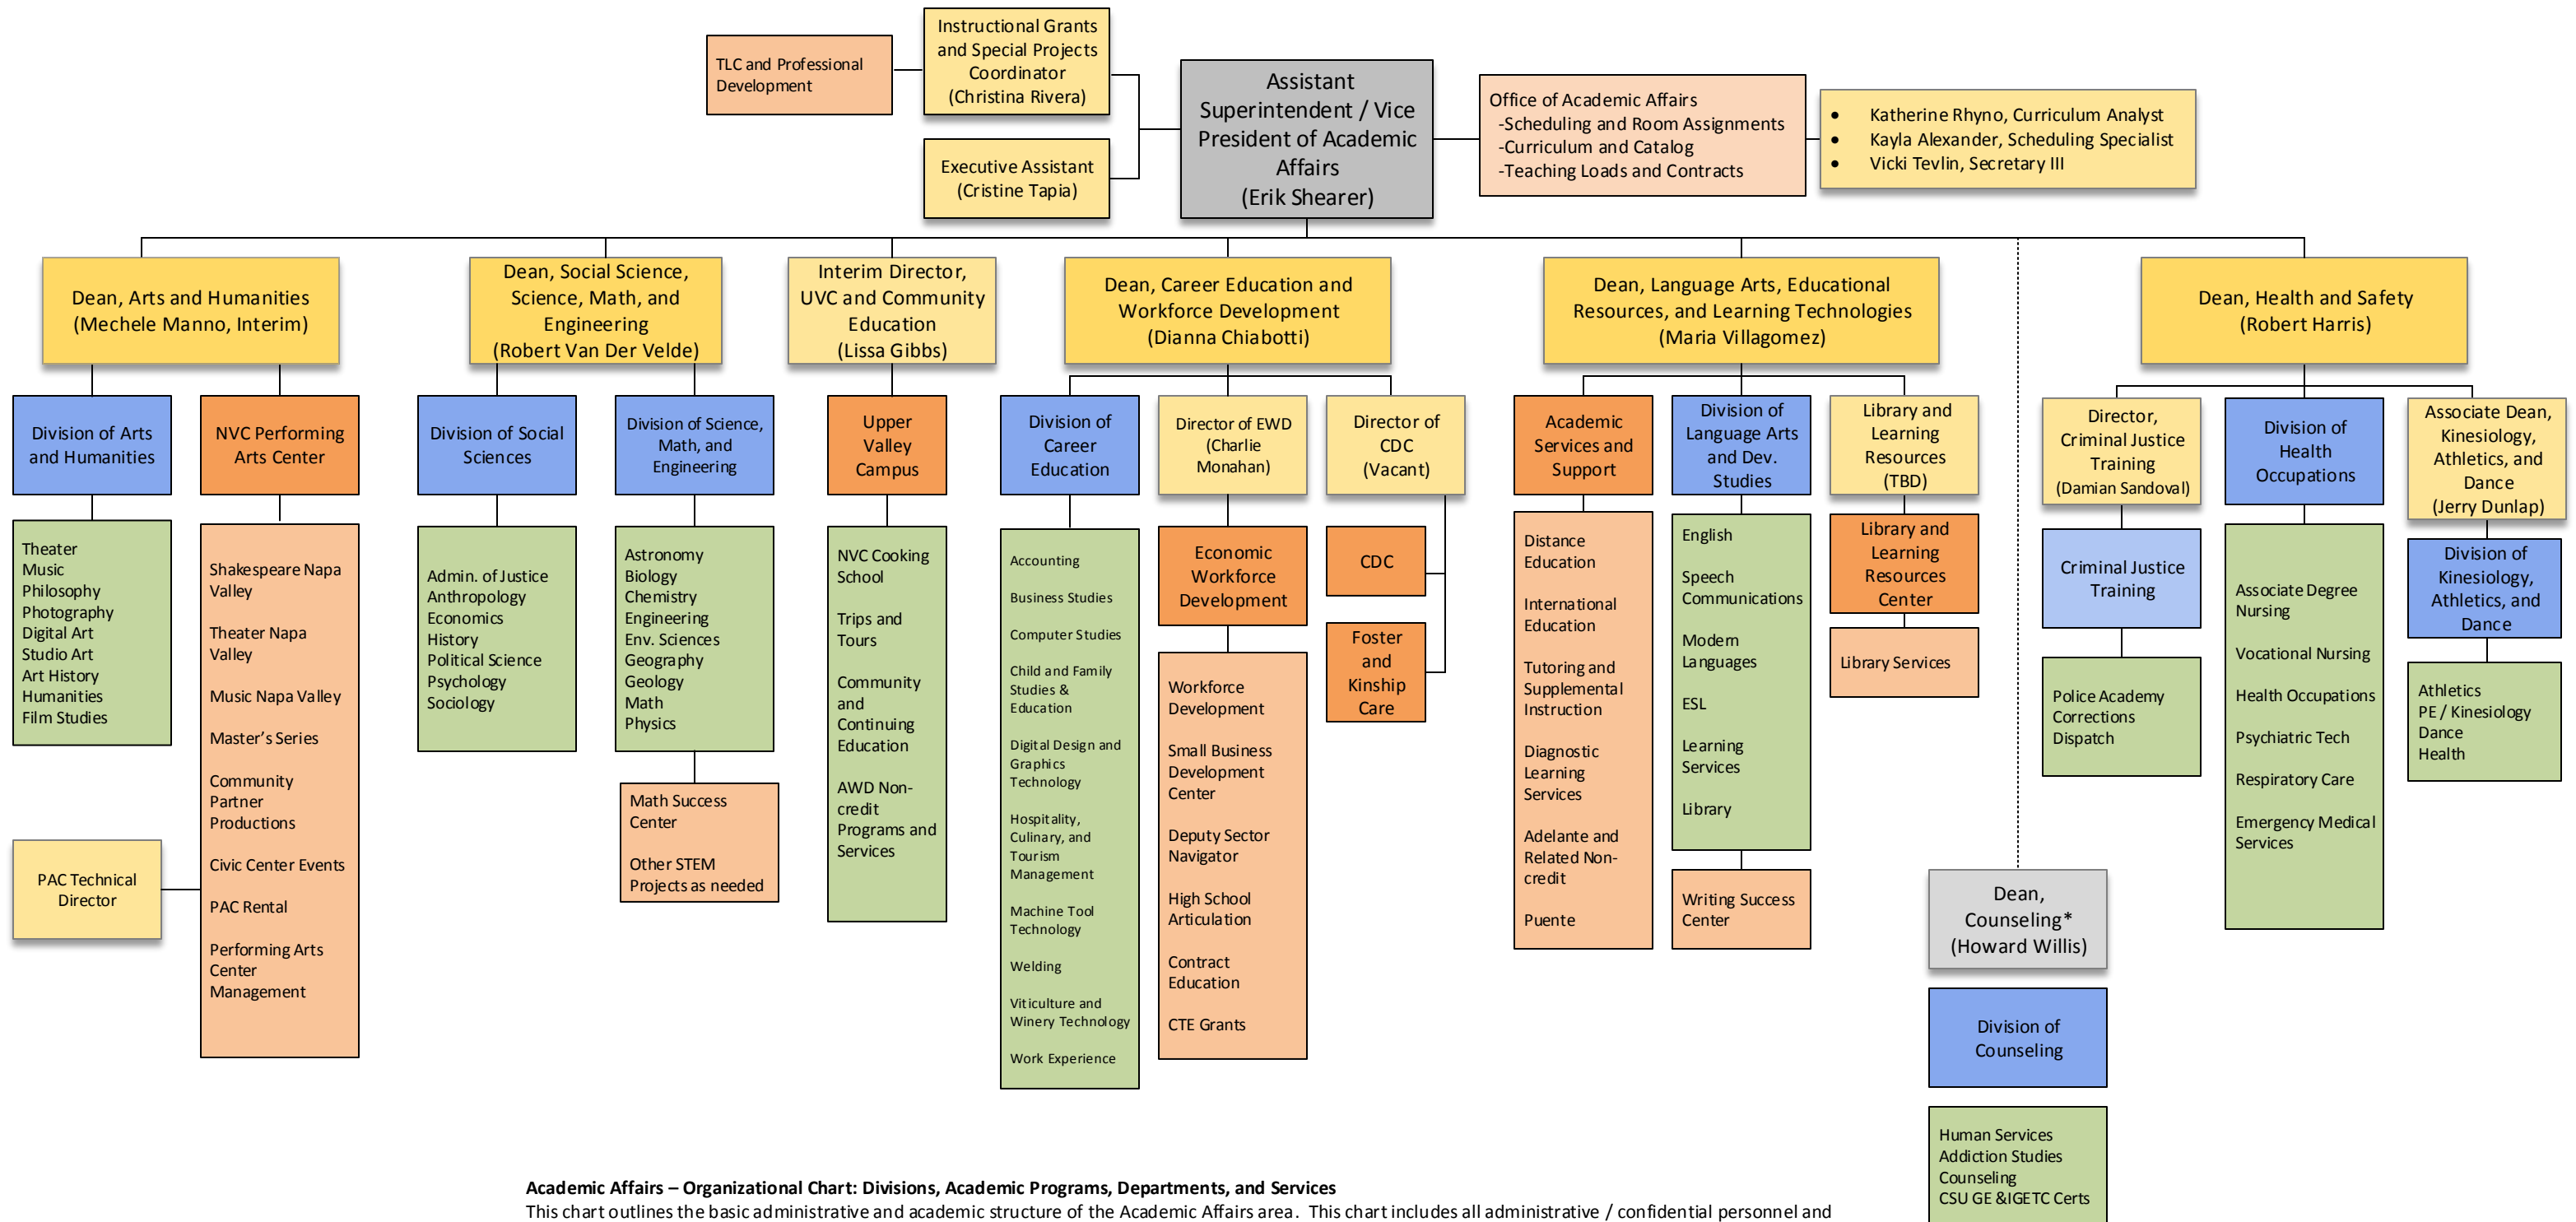 TLC and Professional
Development
Instructional Grants
and Special Projects
Coordinator
(Christina Rivera)
Executive Assistant
(Cristine Tapia)
Assistant
Superintendent / Vice
President of Academic
Affairs
(Erik Shearer)
Office of Academic Affairs
-Scheduling and Room Assignments
-Curriculum and Catalog
-Teaching Loads and Contracts
• Katherine Rhyno, Curriculum Analyst
• Kayla Alexander, Scheduling Specialist
• Vicki Tevlin, Secretary III
Dean, Arts and Humanities
(Mechele Manno, Interim)
Dean, Social Science,
Science, Math, and
Engineering
(Robert Van Der Velde)
Interim Director,
UVC and Community
Education
(Lissa Gibbs)
Dean, Career Education and
Workforce Development
(Dianna Chiabotti)
Dean, Language Arts, Educational
Resources, and Learning Technologies
(Maria Villagomez)
Dean, Health and Safety
(Robert Harris)
Division of Arts
and Humanities
NVC Performing
Arts Center
Division of Social
Sciences
Division of Science,
Math, and
Engineering
Upper
Valley
Campus
Division of
Career
Education
Director of EWD
(Charlie
Monahan)
Director of
CDC
(Vacant)
Academic
Services and
Support
Division of
Language Arts
and Dev.
Studies
Library and
Learning
Resources
(TBD)
Director,
Criminal Justice
Training
(Damian Sandoval)
Division of
Health
Occupations
Associate Dean,
Kinesiology,
Athletics, and
Dance
(Jerry Dunlap)
Theater
Music
Philosophy
Photography
Digital Art
Studio Art
Art History
Humanities
Film Studies
Shakespeare Napa
Valley
Theater Napa
Valley
Music Napa Valley
Master's Series
Community
Partner
Productions
Civic Center Events
PAC Rental
Performing Arts
Center
Management
PAC Technical
Director
Admin. of Justice
Anthropology
Economics
History
Political Science
Psychology
Sociology
Astronomy
Biology
Chemistry
Engineering
Env. Sciences
Geography
Geology
Math
Physics
Math Success
Center
Other STEM
Projects as needed
NVC Cooking
School
Trips and
Tours
Community
and
Continuing
Education
AWD Non-
credit
Programs and
Services
Accounting
Business Studies
Computer Studies
Child and Family
Studies &
Education
Digital Design and
Graphics
Technology
Hospitality,
Culinary, and
Tourism
Management
Machine Tool
Technology
Welding
Viticulture and
Winery Technology
Work Experience
Economic
Workforce
Development
Workforce
Development
Small Business
Development
Center
Deputy Sector
Navigator
High School
Articulation
Contract
Education
CTE Grants
CDC
Foster
and
Kinship
Care
Distance
Education
International
Education
Tutoring and
Supplemental
Instruction
Diagnostic
Learning
Services
Adelante and
Related Non-
credit
Puente
English
Speech
Communications
Modern
Languages
ESL
Learning
Services
Library
Writing Success
Center
Library and
Learning
Resources
Center
Library Services
Criminal Justice
Training
Police Academy
Corrections
Dispatch
Associate Degree
Nursing
Vocational Nursing
Health Occupations
Psychiatric Tech
Respiratory Care
Emergency Medical
Services
Division of
Kinesiology,
Athletics, and
Dance
Athletics
PE / Kinesiology
Dance
Health
Dean,
Counseling*
(Howard Willis)
Division of
Counseling
Human Services
Addiction Studies
Counseling
CSU GE &IGETC Certs
Academic Affairs – Organizational Chart: Divisions, Academic Programs, Departments, and Services
This chart outlines the basic administrative and academic structure of the Academic Affairs area. This chart includes all administrative / confidential personnel and